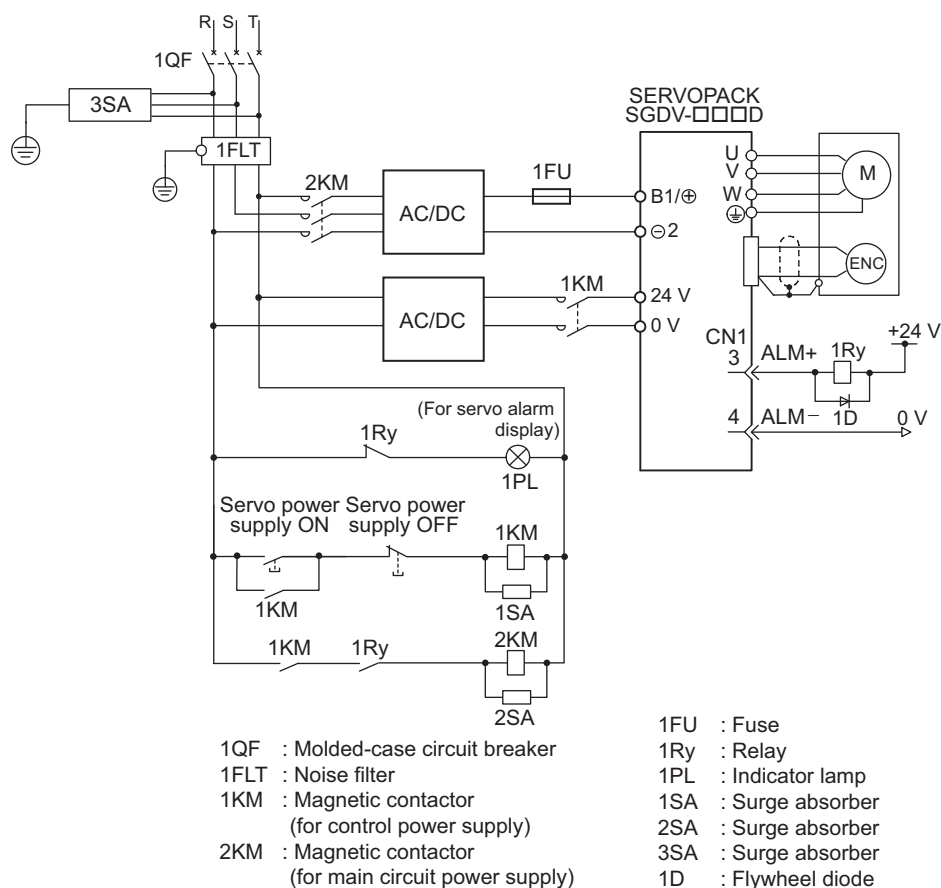 R S T
1QF
3SA
1FLT
SERVOPACK
SGDV-□□□D
2KM
AC/DC
1FU
B1/⊕
⊖2
U
V
W
M
ENC
AC/DC
1KM
24 V
0 V
CN1
3 ALM+
1Ry
+24 V
1D
4 ALM−
0 V
(For servo alarm
display)
1Ry
1PL
Servo power
supply ON
Servo power
supply OFF
1KM
1KM
1SA
1KM
1Ry
2KM
2SA
1QF : Molded-case circuit breaker
1FLT : Noise filter
1KM : Magnetic contactor
(for control power supply)
2KM : Magnetic contactor
(for main circuit power supply)
1FU : Fuse
1Ry : Relay
1PL : Indicator lamp
1SA : Surge absorber
2SA : Surge absorber
3SA : Surge absorber
1D : Flywheel diode